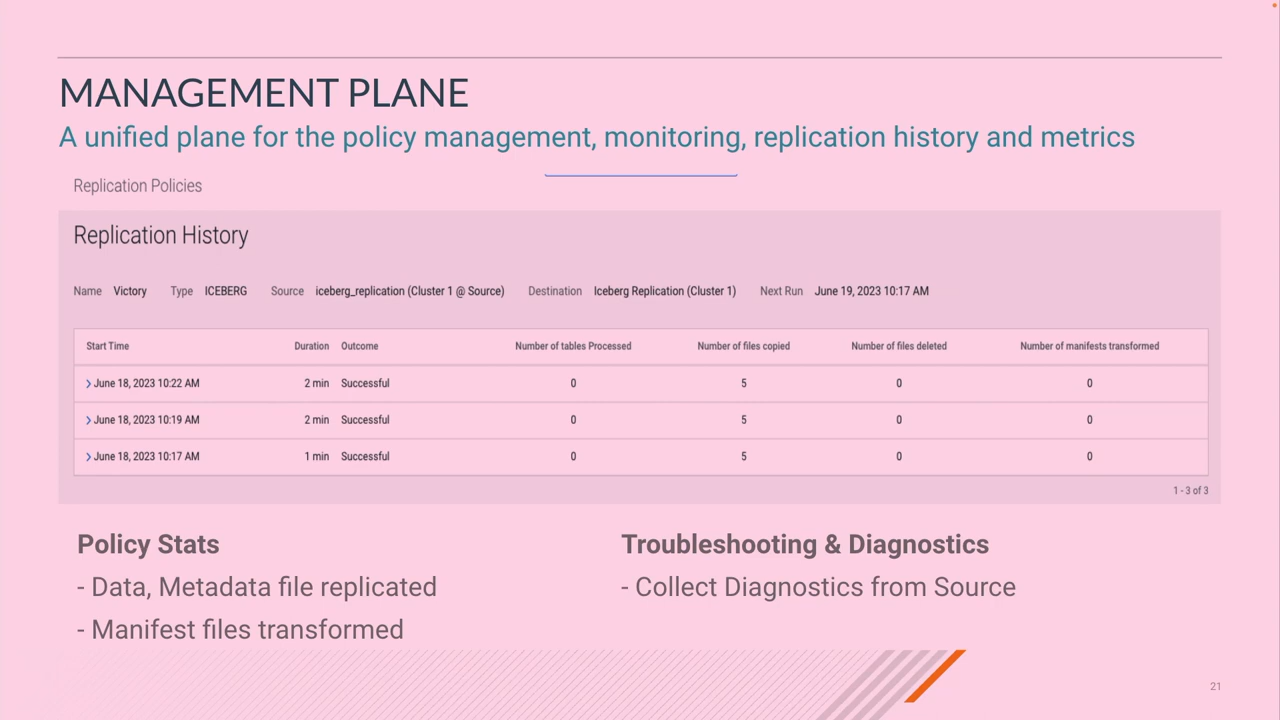 MANAGEMENT PLANE
A unified plane for the policy management, monitoring, replication history and metrics
Replication Policies
Replication History
Name Victory Type ICEBERG Source iceberg_replication (Cluster 1 @ Source) Destination Iceberg Replication (Cluster 1) Next Run June 19, 2023 10:17 AM
Start Time Duration Outcome Number of tables Processed Number of files copied Number of files deleted Number of manifests transformed
June 18, 2023 10:22 AM 2 min Successful 0 5 0 0
June 18, 2023 10:19 AM 2 min Successful 0 5 0 0
June 18, 2023 10:17 AM 1 min Successful 0 5 0 0
1 - 3 of 3
Policy Stats
- Data, Metadata file replicated
- Manifest files transformed
Troubleshooting & Diagnostics
- Collect Diagnostics from Source
21